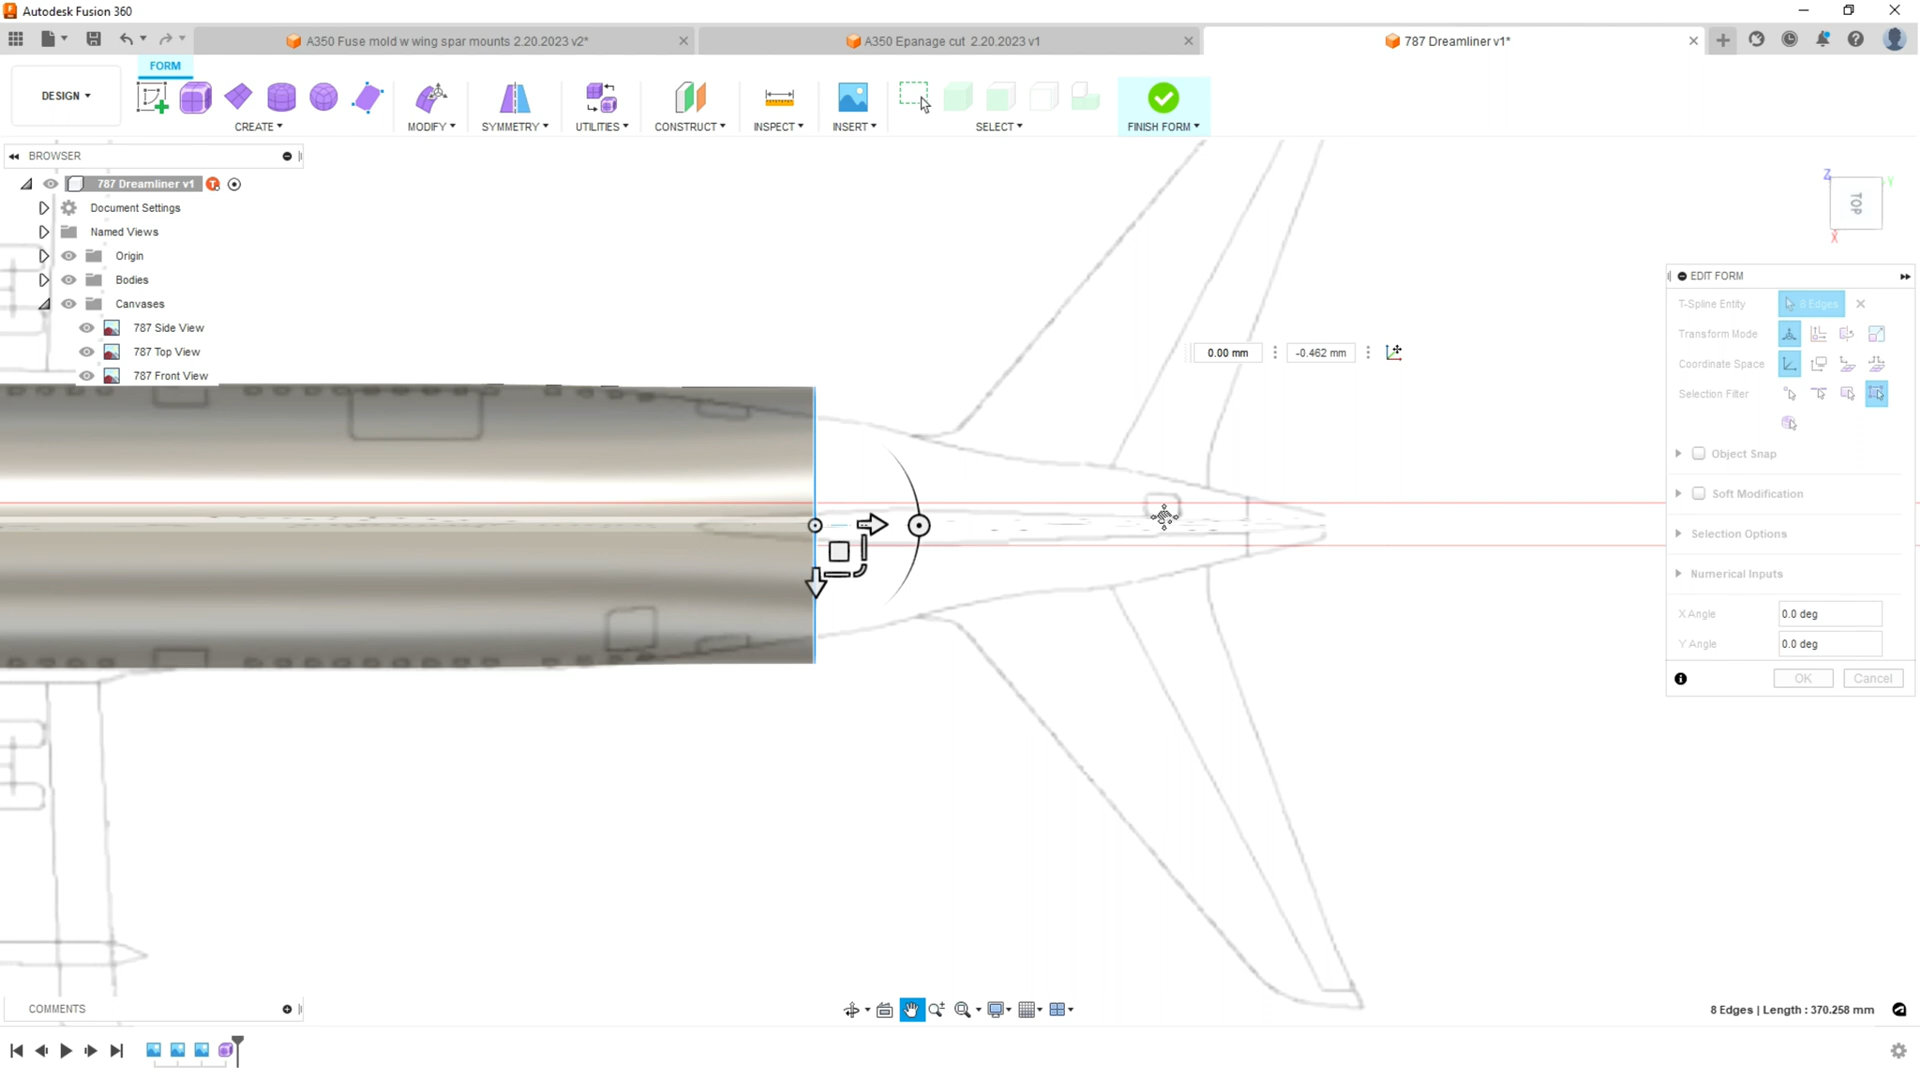 Autodesk Fusion 360
A350 Fuse mold w wing spar mounts 2.20.2023 v2*
A350 Epanage cut 2.20.2023 v1
787 Dreamliner v1*
FORM
DESIGN
CREATE
MODIFY
SYMMETRY
UTILITIES
CONSTRUCT
INSPECT
INSERT
SELECT
FINISH FORM
BROWSER
787 Dreamliner v1
Document Settings
Named Views
Origin
Bodies
Canvases
787 Side View
787 Top View
787 Front View
Z
Y
TOP
X
EDIT FORM
T-Spline Entity
8 Edges
Transform Mode
Coordinate Space
Selection Filter
Object Snap
Soft Modification
Selection Options
Numerical Inputs
X Angle
0.0 deg
Y Angle
0.0 deg
OK
Cancel
0.00 mm
-0.462 mm
COMMENTS
8 Edges | Length : 370.258 mm